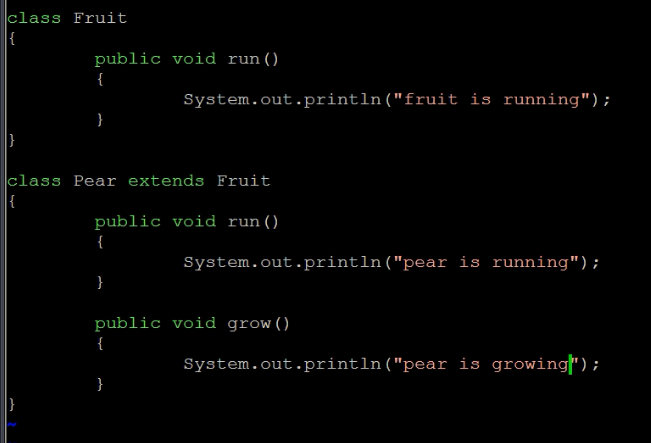 class Fruit
{
        public void run()
        {
                System.out.println("fruit is running");
        }
}

class Pear extends Fruit
{
        public void run()
        {
                System.out.println("pear is running");
        }

        public void grow()
        {
                System.out.println("pear is growing");
        }
}
~